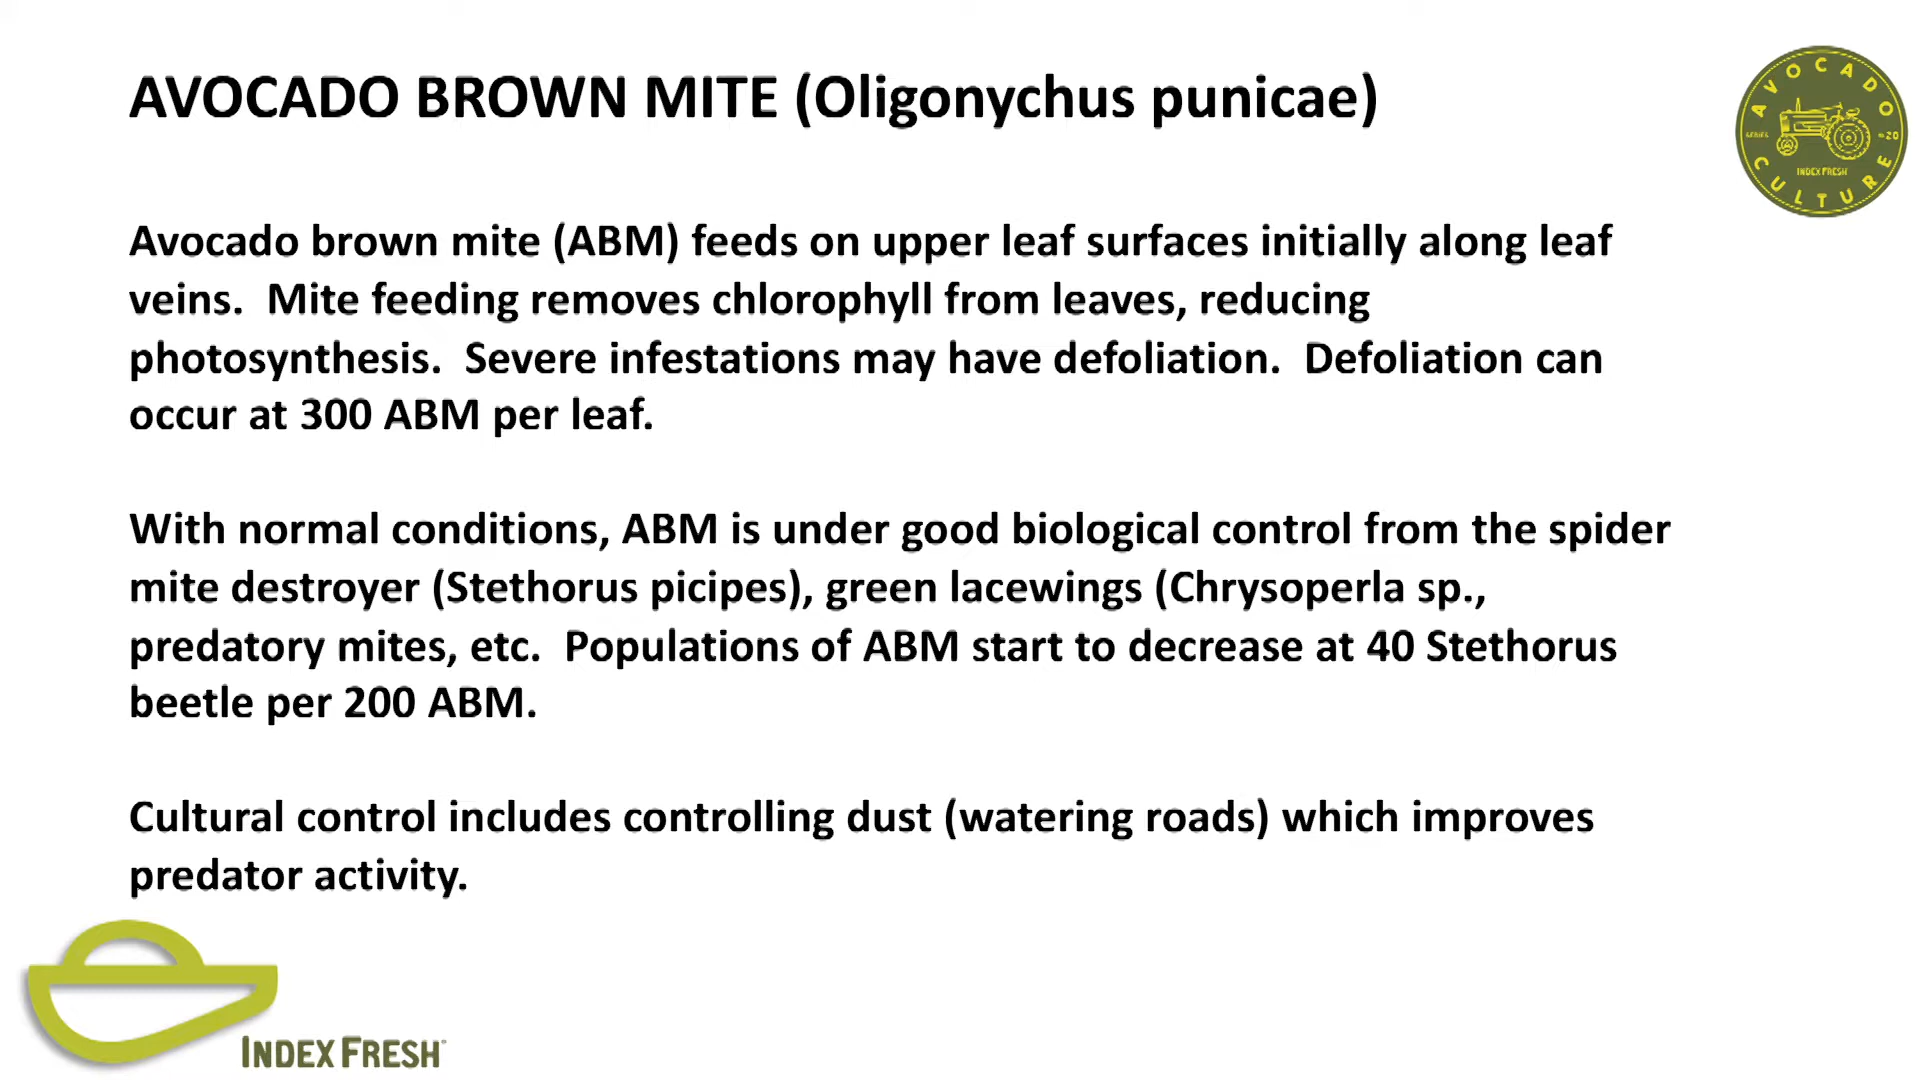 AVOCADO BROWN MITE (Oligonychus punicae)
AVOCADO
SERIES
20
INDEX FRESH
CULTURE
Avocado brown mite (ABM) feeds on upper leaf surfaces initially along leaf
veins.  Mite feeding removes chlorophyll from leaves, reducing
photosynthesis.  Severe infestations may have defoliation.  Defoliation can
occur at 300 ABM per leaf.
With normal conditions, ABM is under good biological control from the spider
mite destroyer (Stethorus picipes), green lacewings (Chrysoperla sp.,
predatory mites, etc.  Populations of ABM start to decrease at 40 Stethorus
beetle per 200 ABM.
Cultural control includes controlling dust (watering roads) which improves
predator activity.
INDEX FRESH